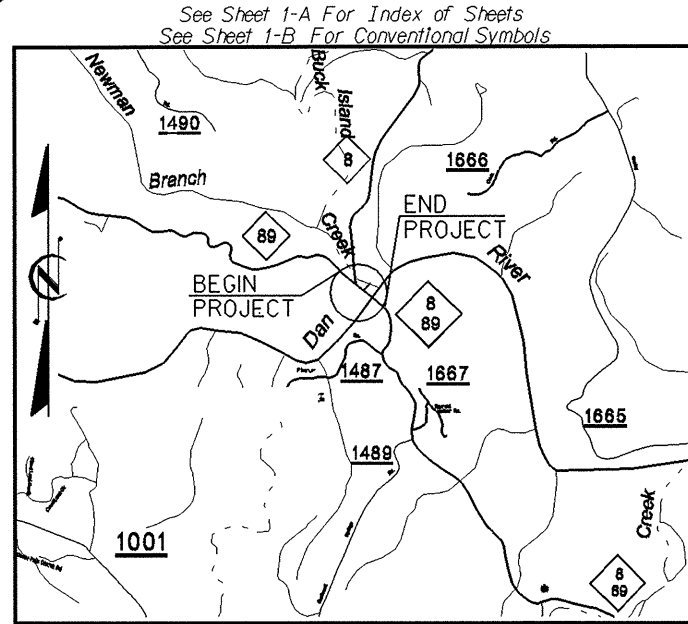 See Sheet 1-A For Index of Sheets
See Sheet 1-B For Conventional Symbols
Newman
Branch
1490
Buck
Island
Creek
8
1666
89
END
PROJECT
BEGIN
PROJECT
River
Dan
8
89
1487
1667
1665
1489
1001
Creek
8
89
N